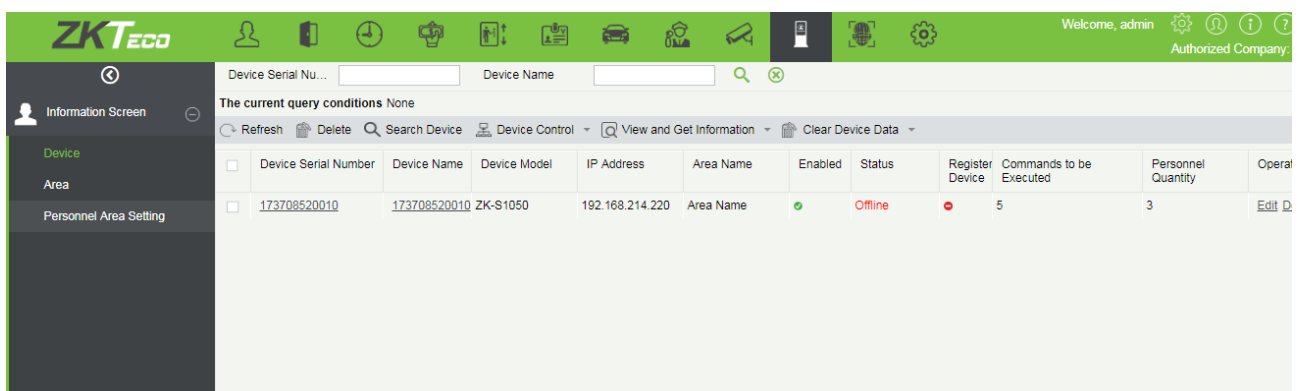 ZKTeco
Welcome, admin
Authorized Company:
Information Screen
Device
Area
Personnel Area Setting
Device Serial Nu... Device Name
The current query conditions None
Refresh Delete Search Device Device Control View and Get Information Clear Device Data
Device Serial Number Device Name Device Model IP Address Area Name Enabled Status Register Device Commands to be Executed Personnel Quantity Operat
173708520010 173708520010 ZK-S1050 192.168.214.220 Area Name Offline 5 3 Edit D